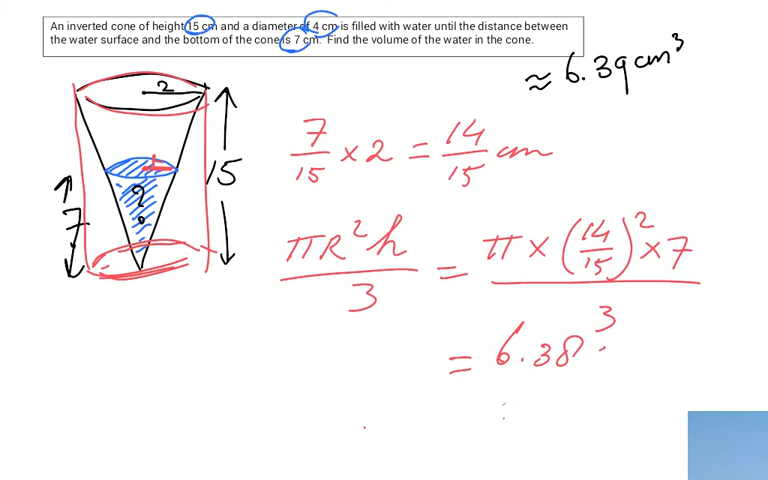 An inverted cone of height 15 cm and a diameter of 4 cm is filled with water until the distance between
the water surface and the bottom of the cone is 7 cm. Find the volume of the water in the cone.
≈ 6.39 cm³
2
7/15 × 2 = 14/15 cm
15
?
7
πR²h/3 = π × (14/15)² × 7 / 3
= 6.38..